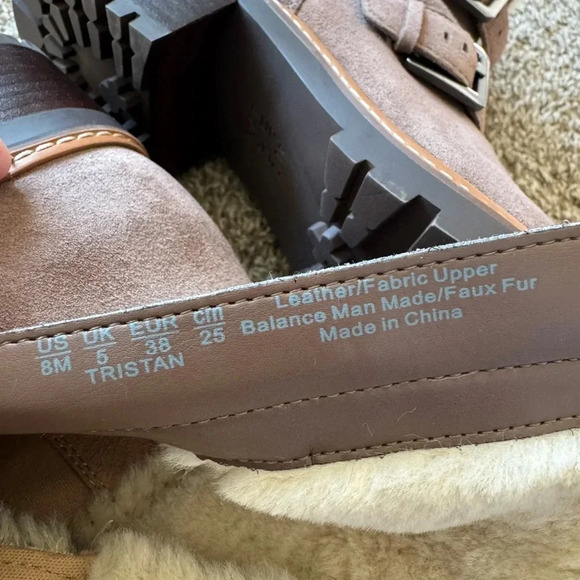 US UK EUR cm
8M 5 38 25
TRISTAN
Leather/Fabric Upper
Balance Man Made/Faux Fur
Made in China